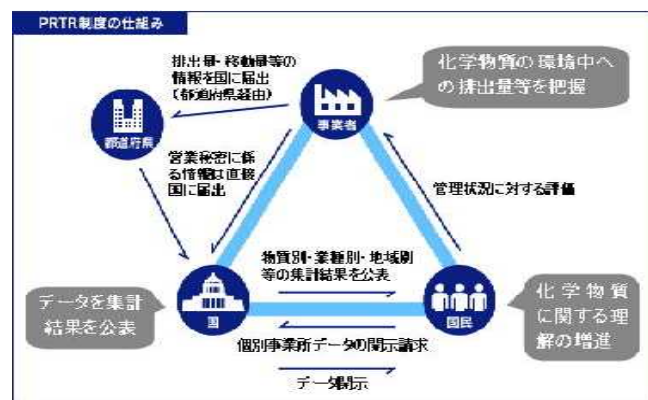 PRTR制度の仕組み
排出量・移動量等の
情報を国に届出
(都道府県経由)
化学物質の環境中へ
の排出量等を把握
事業者
都道府県
営業秘密に係
る情報は直接
国に届出
管理状況に対する評価
物質別・業種別・地域別
等の集計結果を公表
データを集計
結果を公表
国
国民
化学物質
に関する理
解の増進
個別事業所データの開示請求
データ開示